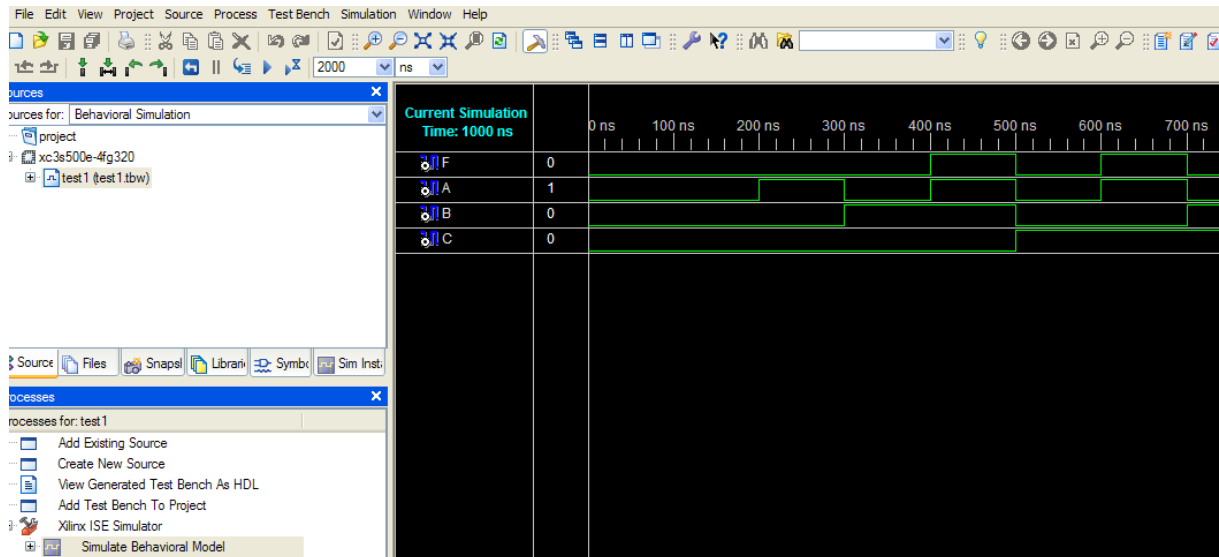 File Edit View Project Source Process Test Bench Simulation Window Help
2000 ns
ources
ources for: Behavioral Simulation
project
xc3s500e-4fg320
test1 (test1.tbw)
Source Files Snapsl Librari Symbc Sim Inst
ocesses
rocesses for: test1
Add Existing Source
Create New Source
View Generated Test Bench As HDL
Add Test Bench To Project
Xilinx ISE Simulator
Simulate Behavioral Model
Current Simulation
Time: 1000 ns
0 ns 100 ns 200 ns 300 ns 400 ns 500 ns 600 ns 700 ns
F 0
A 1
B 0
C 0